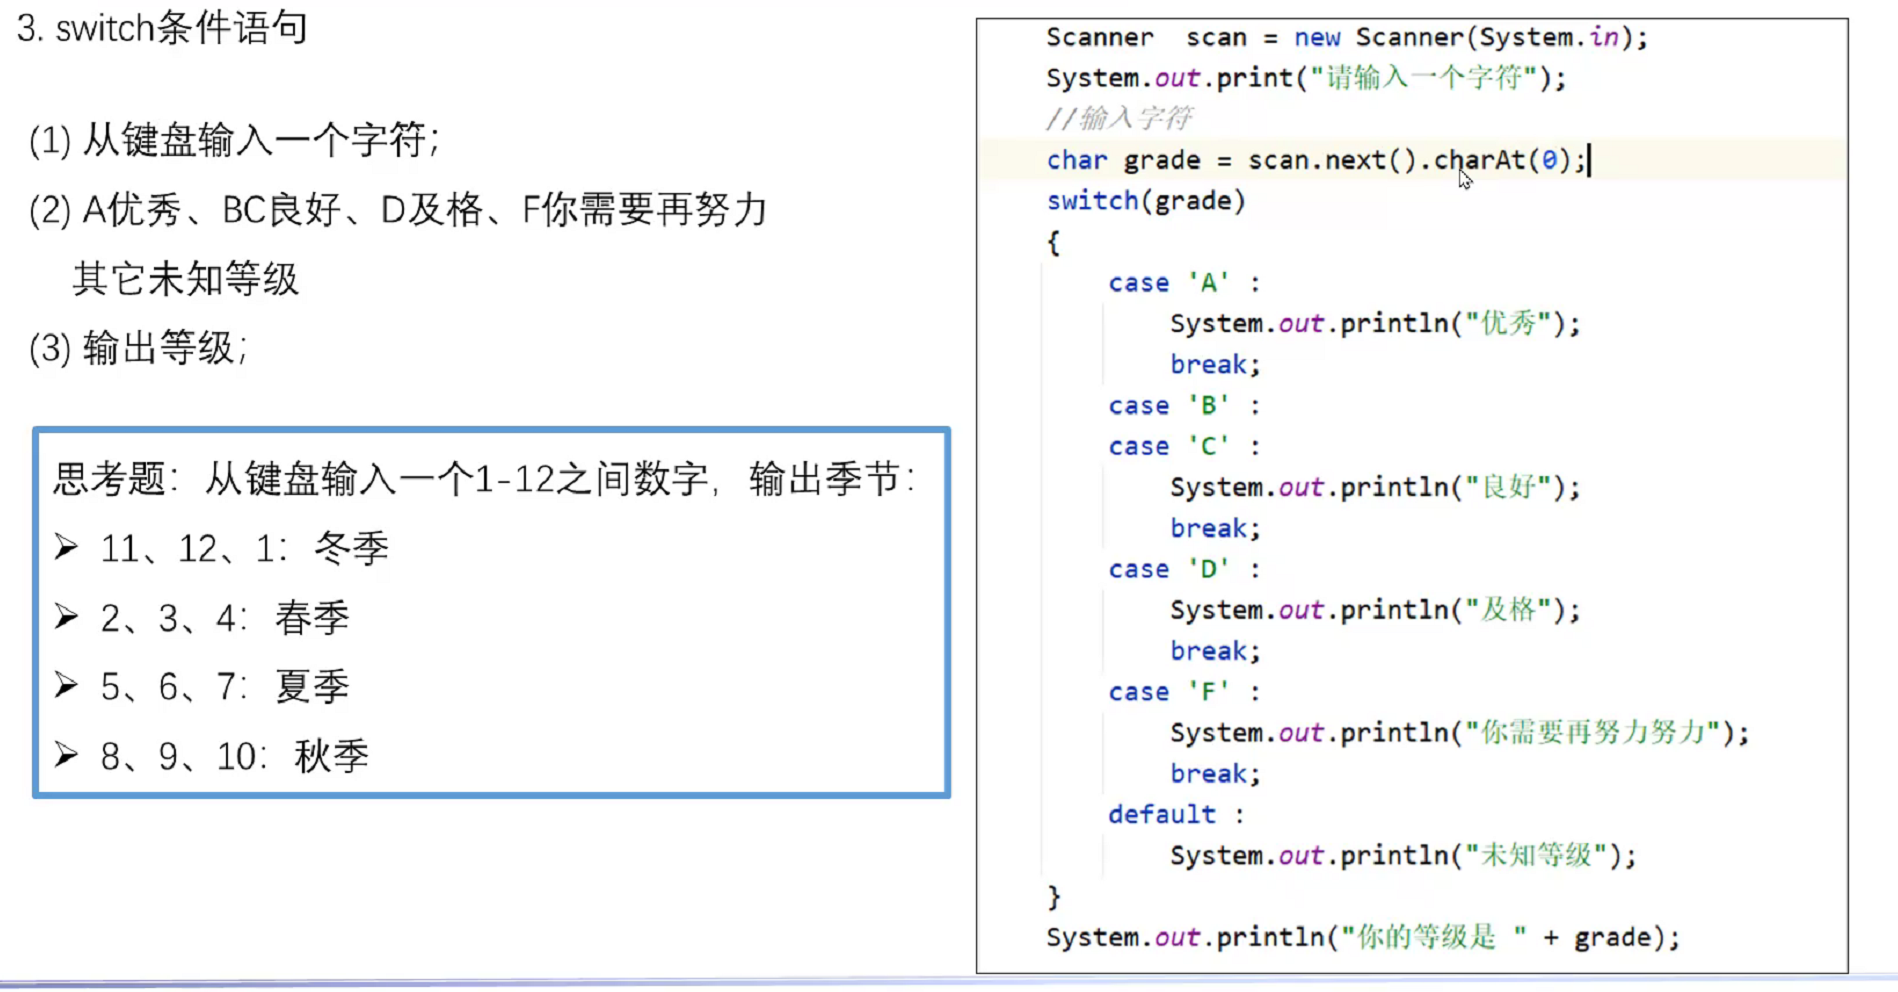 3. switch条件语句
(1) 从键盘输入一个字符;
(2) A优秀、BC良好、D及格、F你需要再努力
其它未知等级
(3) 输出等级;
思考题：从键盘输入一个1-12之间数字，输出季节：
➢ 11、12、1：冬季
➢ 2、3、4：春季
➢ 5、6、7：夏季
➢ 8、9、10：秋季
Scanner  scan = new Scanner(System.in);
System.out.print("请输入一个字符");
//输入字符
char grade = scan.next().charAt(0);
switch(grade)
{
    case 'A' :
        System.out.println("优秀");
        break;
    case 'B' :
    case 'C' :
        System.out.println("良好");
        break;
    case 'D' :
        System.out.println("及格");
        break;
    case 'F' :
        System.out.println("你需要再努力努力");
        break;
    default :
        System.out.println("未知等级");
}
System.out.println("你的等级是 " + grade);